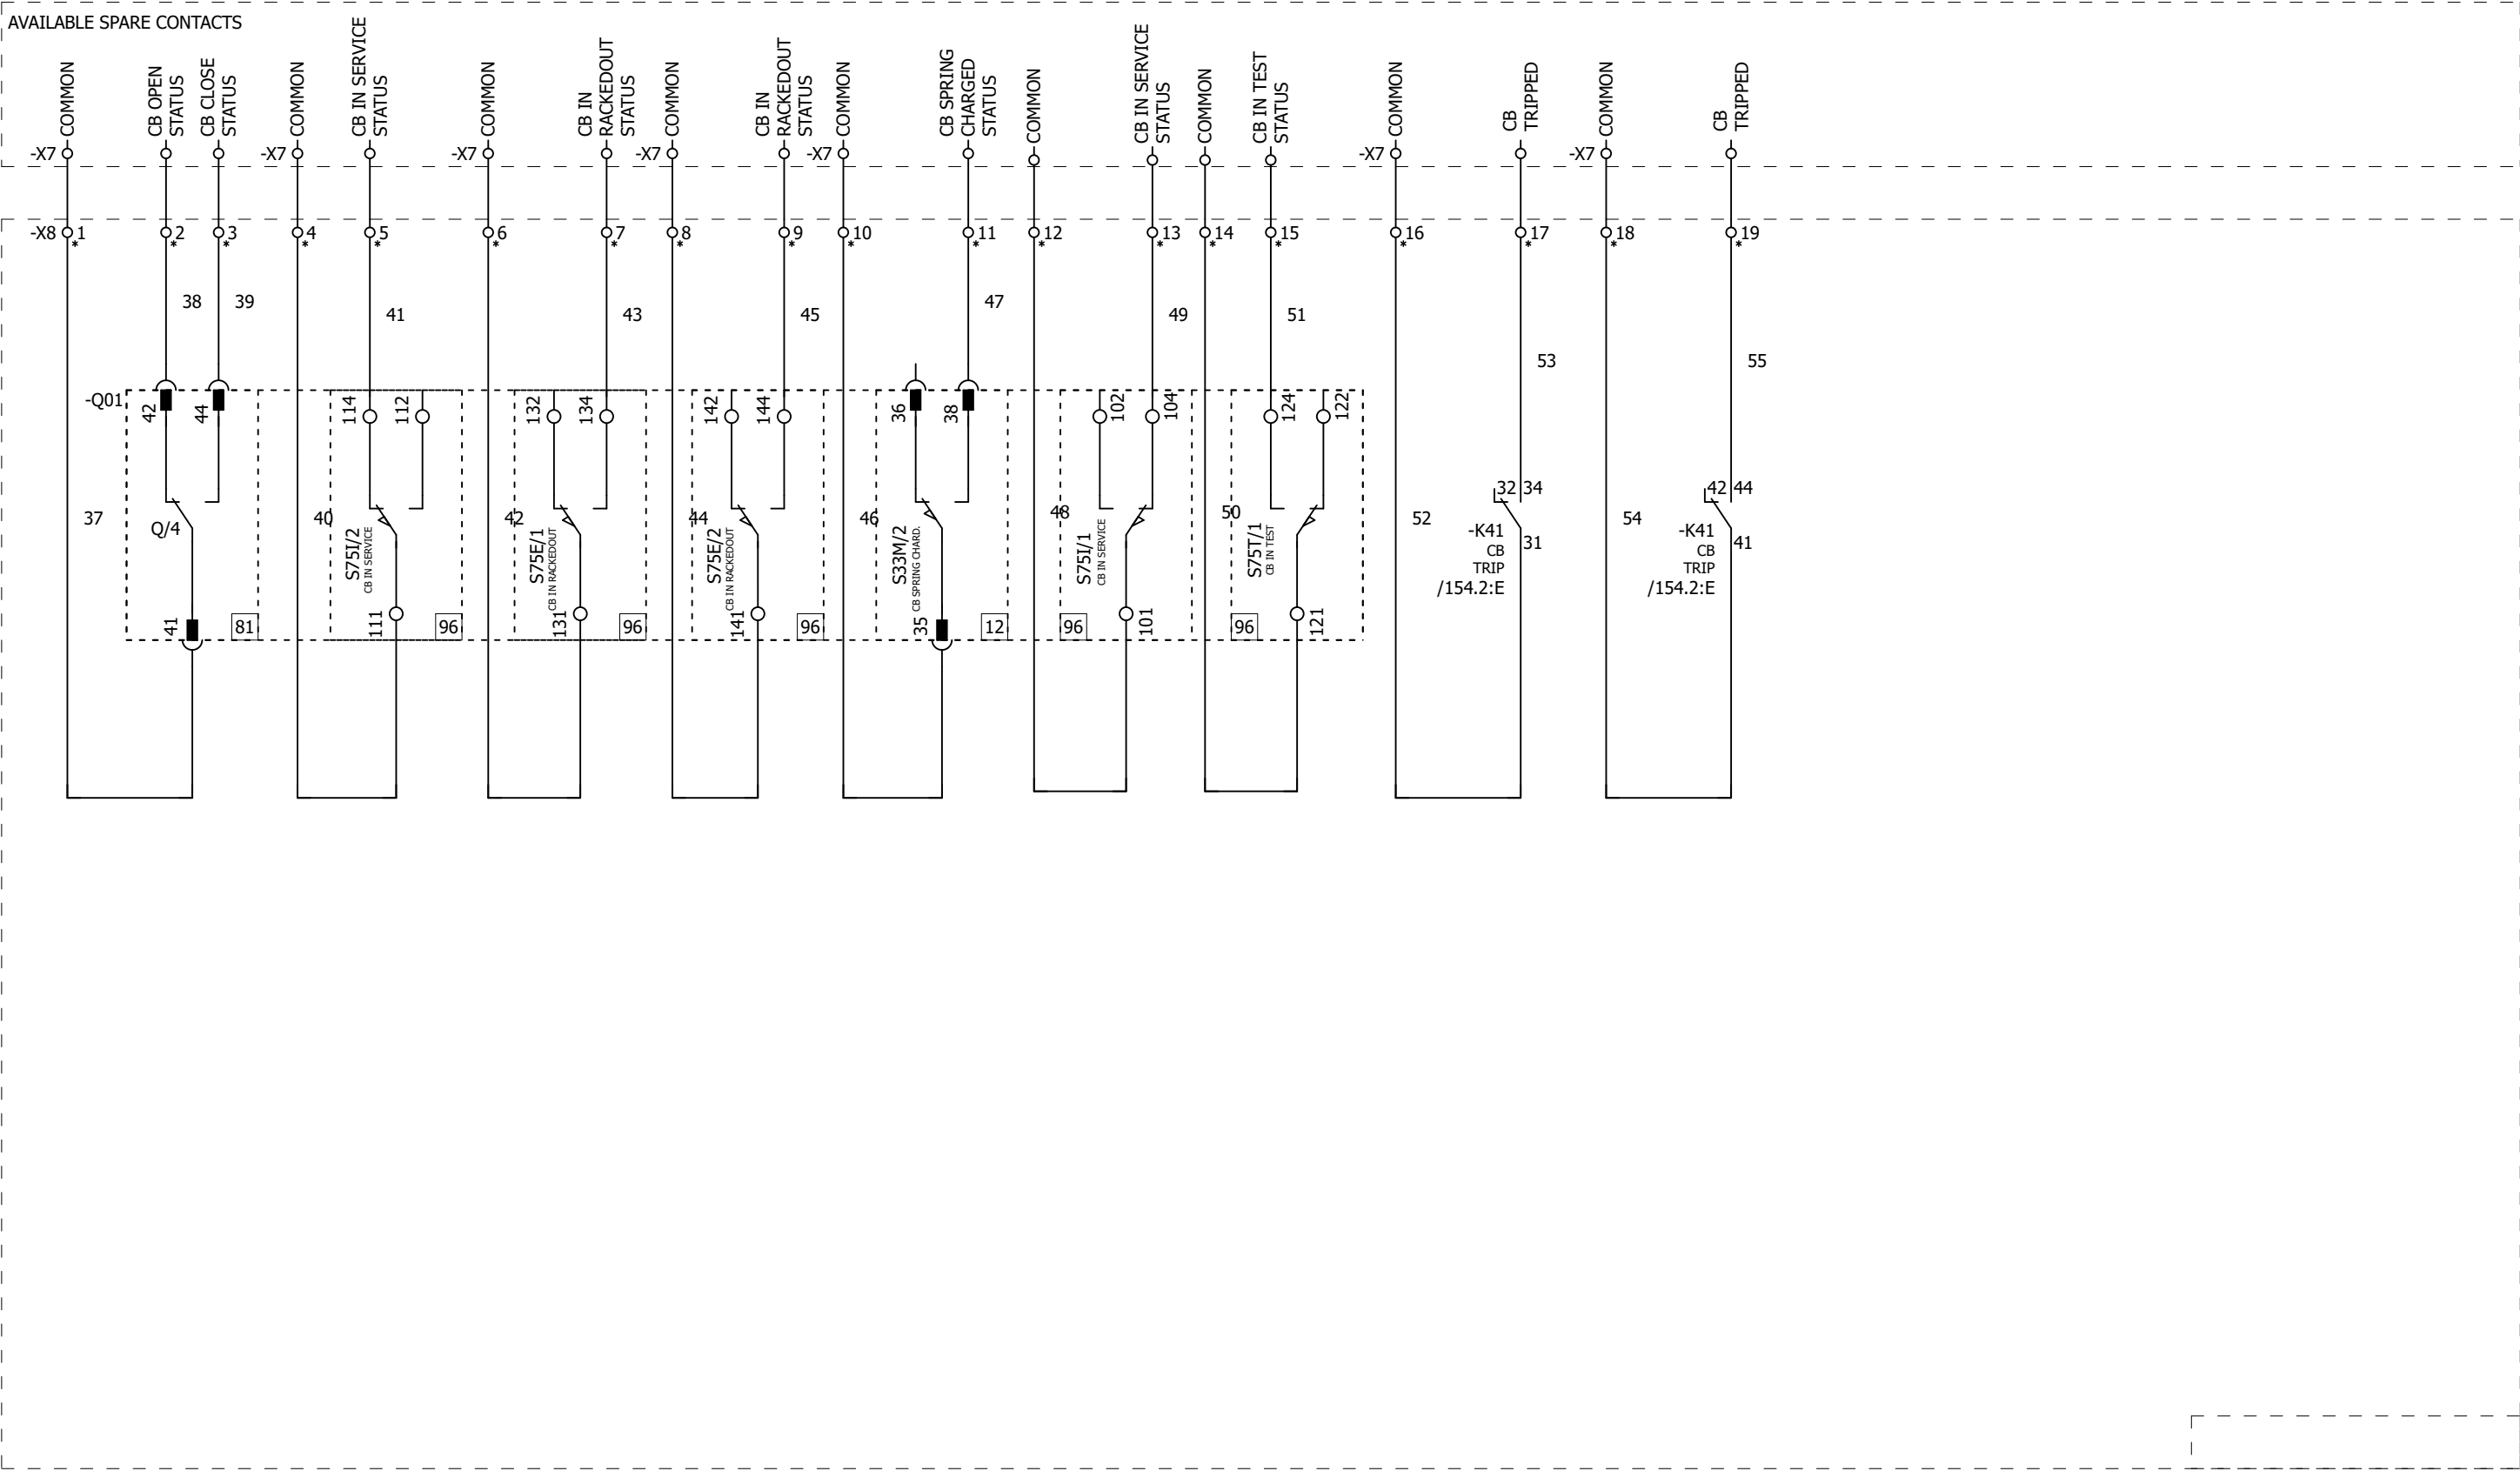 AVAILABLE SPARE CONTACTS
COMMON
CB OPEN
STATUS
CB CLOSE
STATUS
COMMON
CB IN SERVICE
STATUS
COMMON
CB IN
RACKEDOUT
STATUS
COMMON
CB IN
RACKEDOUT
STATUS
COMMON
CB SPRING
CHARGED
STATUS
COMMON
CB IN SERVICE
STATUS
COMMON
CB IN TEST
STATUS
COMMON
CB
TRIPPED
COMMON
CB
TRIPPED
-X7
-X7
-X7
-X7
-X7
-X7
-X7
-X8 1 2 3 4 5 6 7 8 9 10 11 12 13 14 15 16 17 18 19
* * * * * * * * * * * * * * * * * * *
38 39 47
41 43 45 49 51
53 55
-Q01
42 44 114 112 132 134 142 144 36 38 102 104 124 122
32 34
42 44
37 40 42 44 46 48 50 52 54
Q/4
S75I/2
CB IN SERVICE
S75E/1
CB IN RACKEDOUT
S75E/2
CB IN RACKEDOUT
S33M/2
CB SPRING CHARD.
S75I/1
CB IN SERVICE
S75T/1
CB IN TEST
-K41
CB
TRIP
/154.2:E
31
-K41
CB
TRIP
/154.2:E
41
41 81 111 96 131 96 141 96 35 12 96 101 96 121